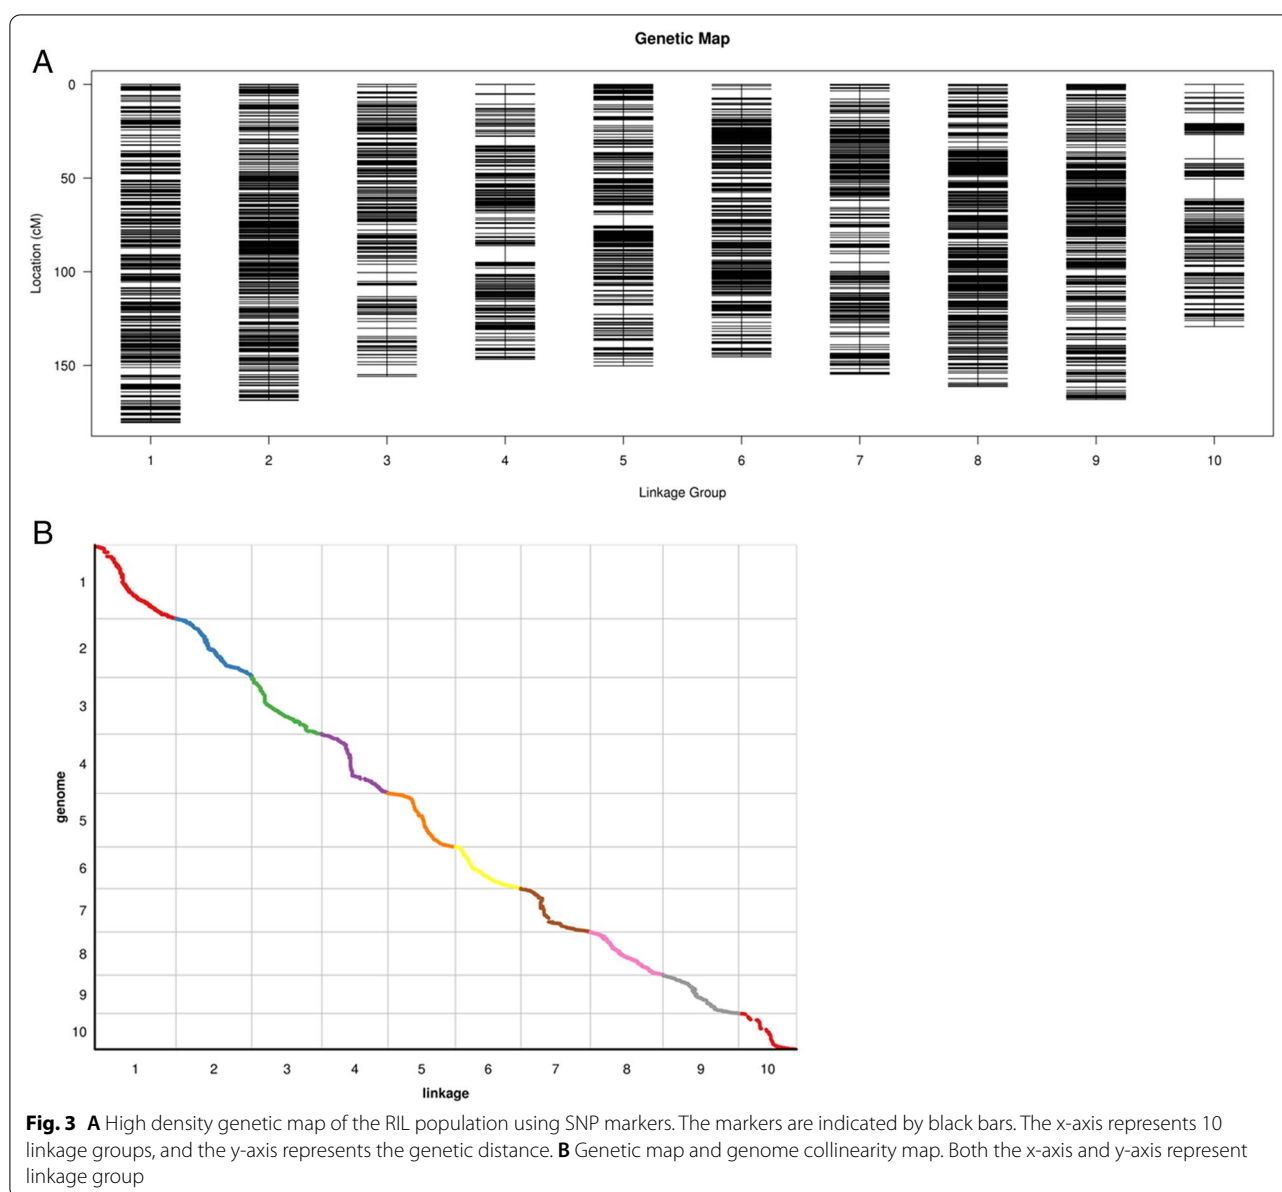 Genetic Map
A
0
50
100
150
Location (cM)
1 2 3 4 5 6 7 8 9 10
Linkage Group
B
1
2
3
4
5
6
7
8
9
10
genome
1 2 3 4 5 6 7 8 9 10
linkage
Fig. 3 A High density genetic map of the RIL population using SNP markers. The markers are indicated by black bars. The x-axis represents 10
linkage groups, and the y-axis represents the genetic distance. B Genetic map and genome collinearity map. Both the x-axis and y-axis represent
linkage group